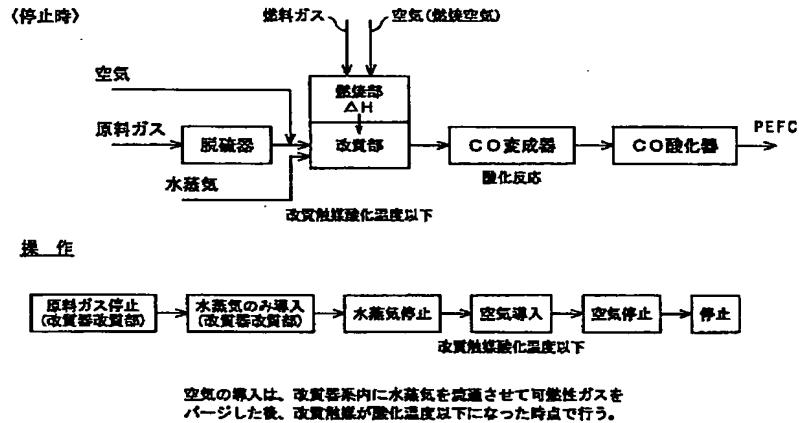 〈停止時〉
燃料ガス
空気(燃焼空気)
空気
燃焼部
△H
原料ガス
脱硫器
改質部
CO変成器
CO酸化器
PEFC
水蒸気
酸化反応
改質触媒酸化温度以下
操 作
原料ガス停止
(改質器改質部)
水蒸気のみ導入
(改質器改質部)
水蒸気停止
空気導入
空気停止
停止
改質触媒酸化温度以下
空気の導入は、改質器系内に水蒸気を流通させて可燃性ガスを
パージした後、改質触媒が酸化温度以下になった時点で行う。